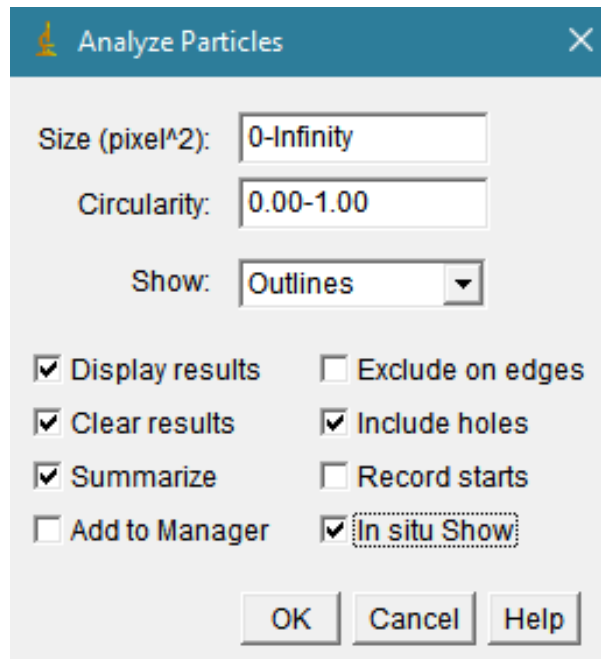 Analyze Particles
Size (pixel^2): 0-Infinity
Circularity: 0.00-1.00
Show: Outlines
Display results Exclude on edges
Clear results Include holes
Summarize Record starts
Add to Manager In situ Show
OK Cancel Help